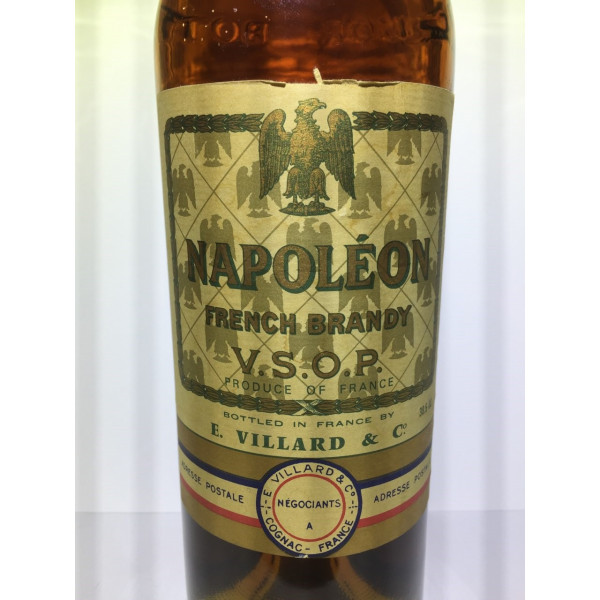 NAPOLÉON
FRENCH BRANDY
V.S.O.P.
PRODUCE OF FRANCE
BOTTLED IN FRANCE BY
E. VILLARD & Cº
ADRESSE POSTALE
E. VILLARD & Cº
NÉGOCIANTS
A
COGNAC - FRANCE
ADRESSE POSTAL